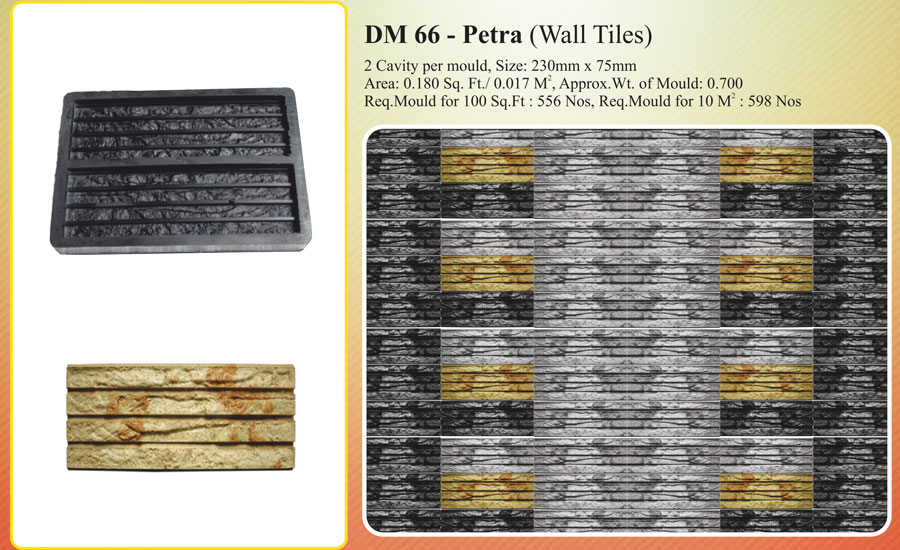 DM 66 - Petra (Wall Tiles)
2 Cavity per mould, Size: 230mm x 75mm
Area: 0.180 Sq. Ft./ 0.017 M², Approx.Wt. of Mould: 0.700
Req.Mould for 100 Sq.Ft : 556 Nos, Req.Mould for 10 M² : 598 Nos